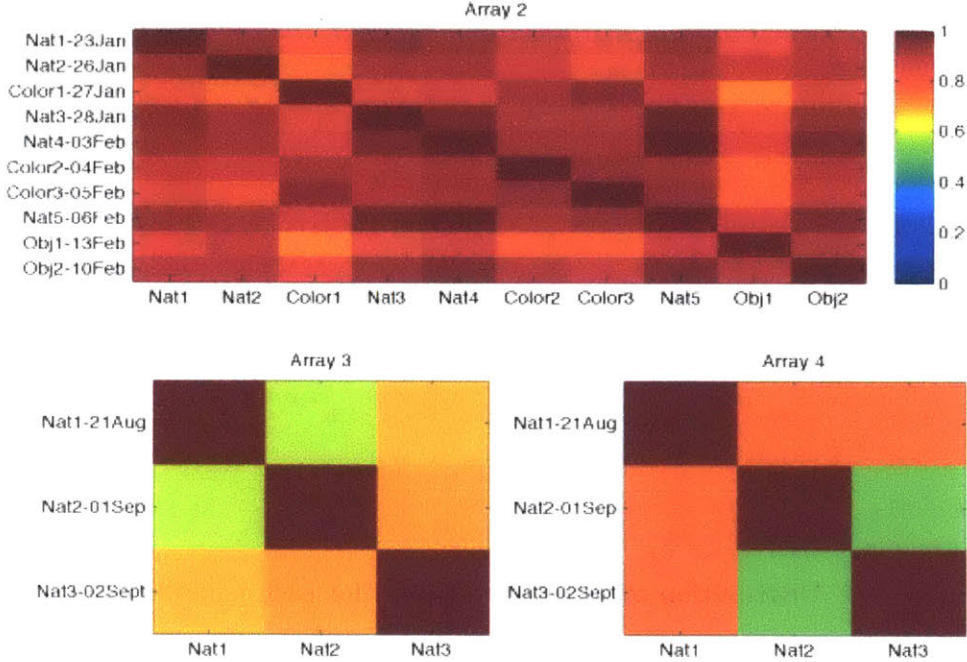 Array 2
Nat1-23Jan
Nat2-26Jan
Color1-27Jan
Nat3-28Jan
Nat4-03Feb
Color2-04Feb
Color3-05Feb
Nat5-06Feb
Obj1-13Feb
Obj2-10Feb
Nat1 Nat2 Color1 Nat3 Nat4 Color2 Color3 Nat5 Obj1 Obj2
1
0.8
0.6
0.4
0.2
0
Array 3
Nat1-21Aug
Nat2-01Sep
Nat3-02Sept
Nat1 Nat2 Nat3
Array 4
Nat1-21Aug
Nat2-01Sep
Nat3-02Sept
Nat1 Nat2 Nat3